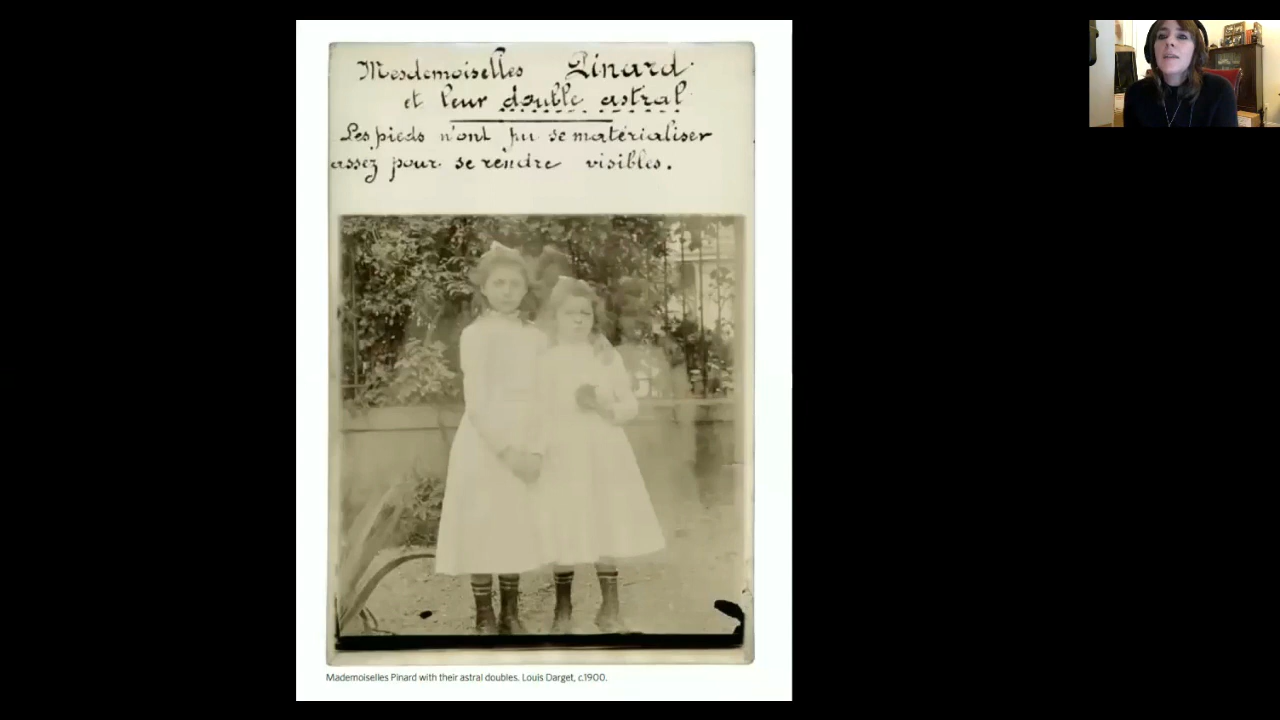 Mesdemoiselles Pinard
et leur double astral
Les pieds n'ont pu se matérialiser
assez pour se rendre visibles.
Mademoiselles Pinard with their astral doubles. Louis Darget, c.1900.